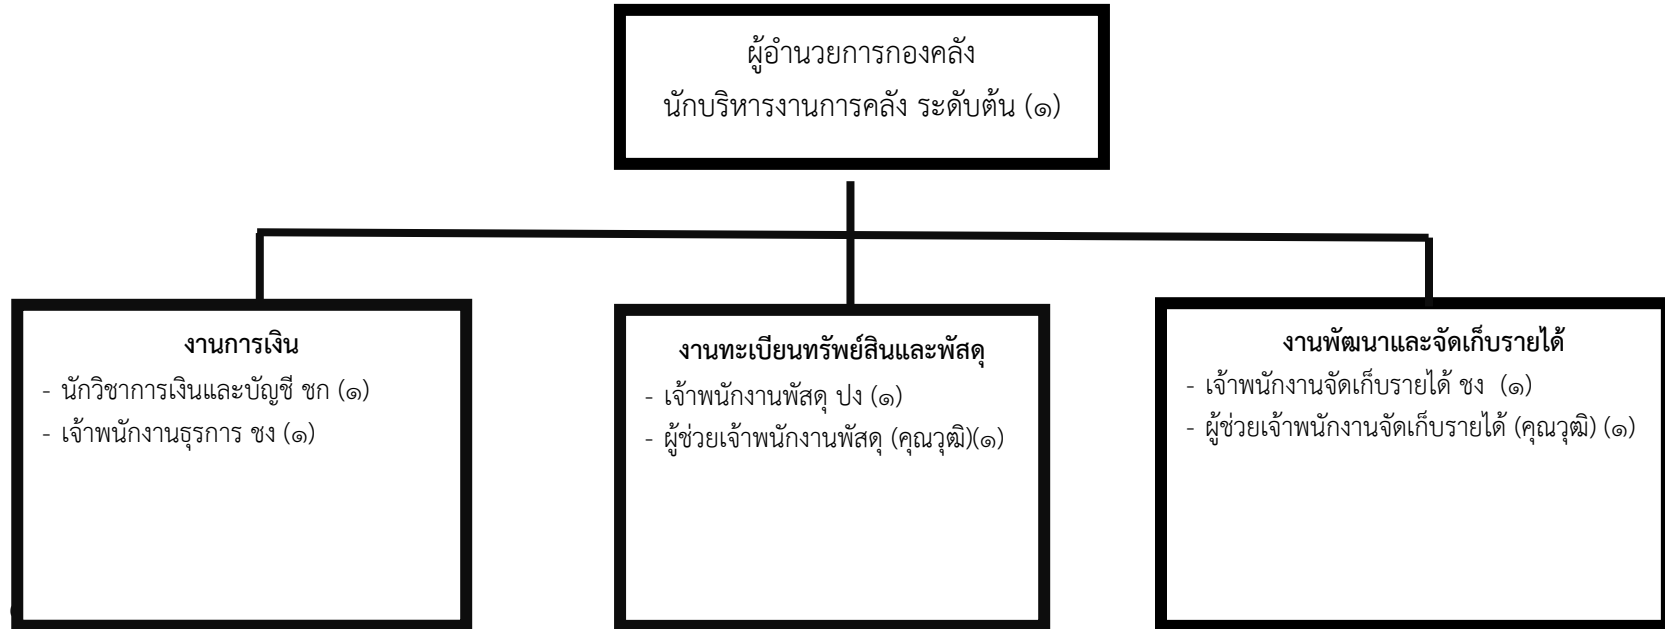 ผู้อำนวยการกองคลัง
นักบริหารงานการคลัง ระดับต้น (๑)
งานการเงิน
- นักวิชาการเงินและบัญชี ชก (๑)
- เจ้าพนักงานธุรการ ชง (๑)
งานทะเบียนทรัพย์สินและพัสดุ
- เจ้าพนักงานพัสดุ ปง (๑)
- ผู้ช่วยเจ้าพนักงานพัสดุ (คุณวุฒิ)(๑)
งานพัฒนาและจัดเก็บรายได้
- เจ้าพนักงานจัดเก็บรายได้ ชง (๑)
- ผู้ช่วยเจ้าพนักงานจัดเก็บรายได้ (คุณวุฒิ) (๑)